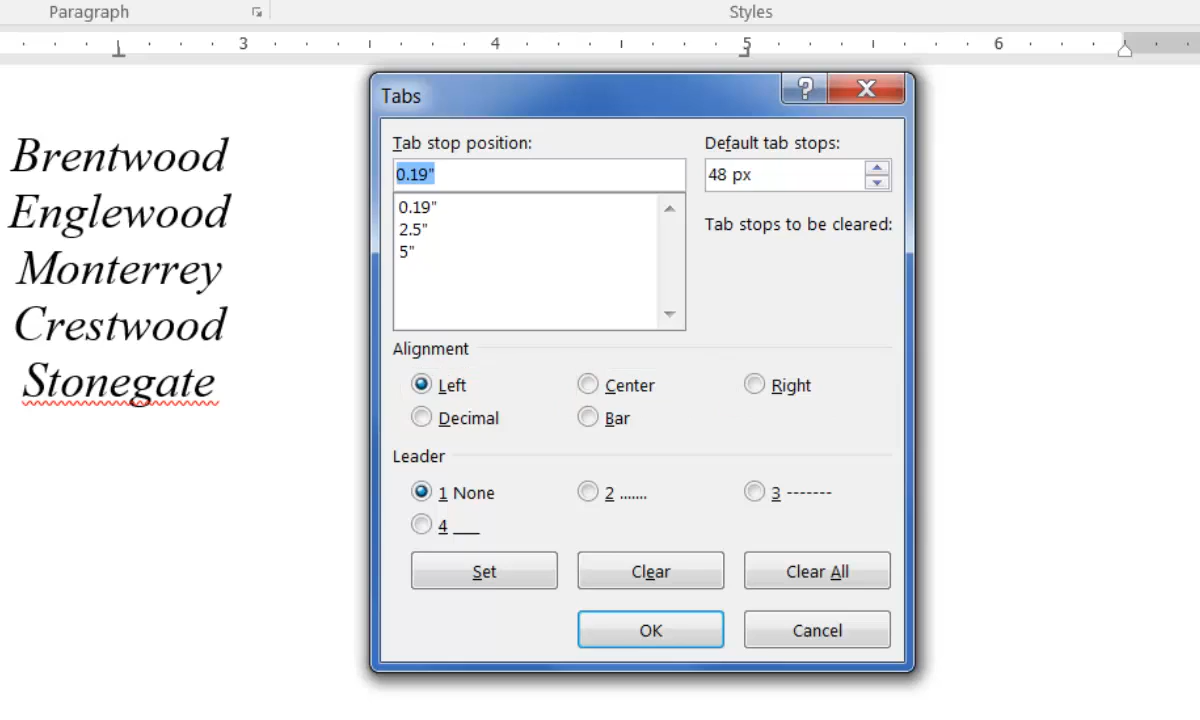 Paragraph
Styles
3 4 5 6
Brentwood
Englewood
Monterrey
Crestwood
Stonegate
Tabs
?
X
Tab stop position:
0.19"
0.19"
2.5"
5"
Default tab stops:
48 px
Tab stops to be cleared:
Alignment
Left
Center
Right
Decimal
Bar
Leader
1 None
2 .......
3 -------
4 ___
Set
Clear
Clear All
OK
Cancel